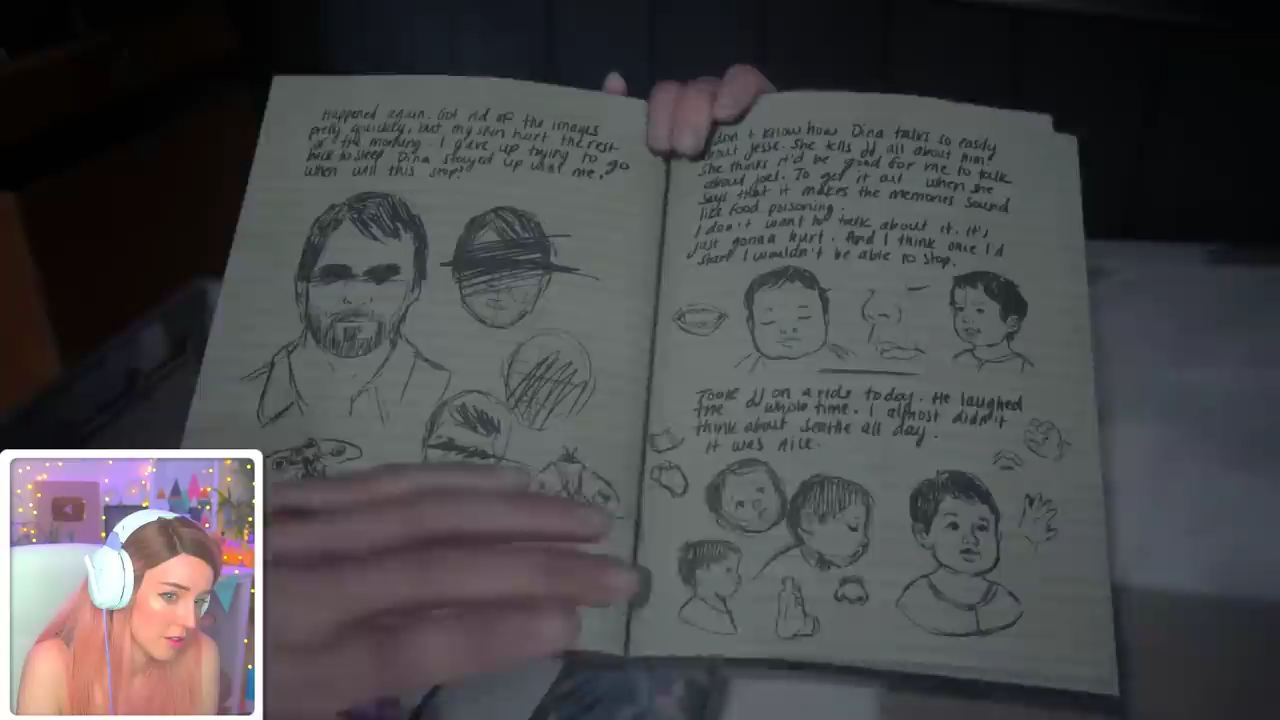 Happened again. Got rid of the images
pretty quickly, but my skin hurt the rest
of the morning. I gave up trying to go
back to sleep. Dina stayed up with me.
When will this stop?
I don't know how Dina talks so easily
about Jesse. She tells JJ all about him.
She thinks it'd be good for me to talk
about Joel. To get it out. When she
says that it makes the memories sound
like food poisoning.
I don't want to talk about it. It's
just gonna hurt. And I think once I'd
start I wouldn't be able to stop.
Took JJ on a ride today. He laughed
the whole time. I almost didn't
think about Seattle all day.
It was nice.